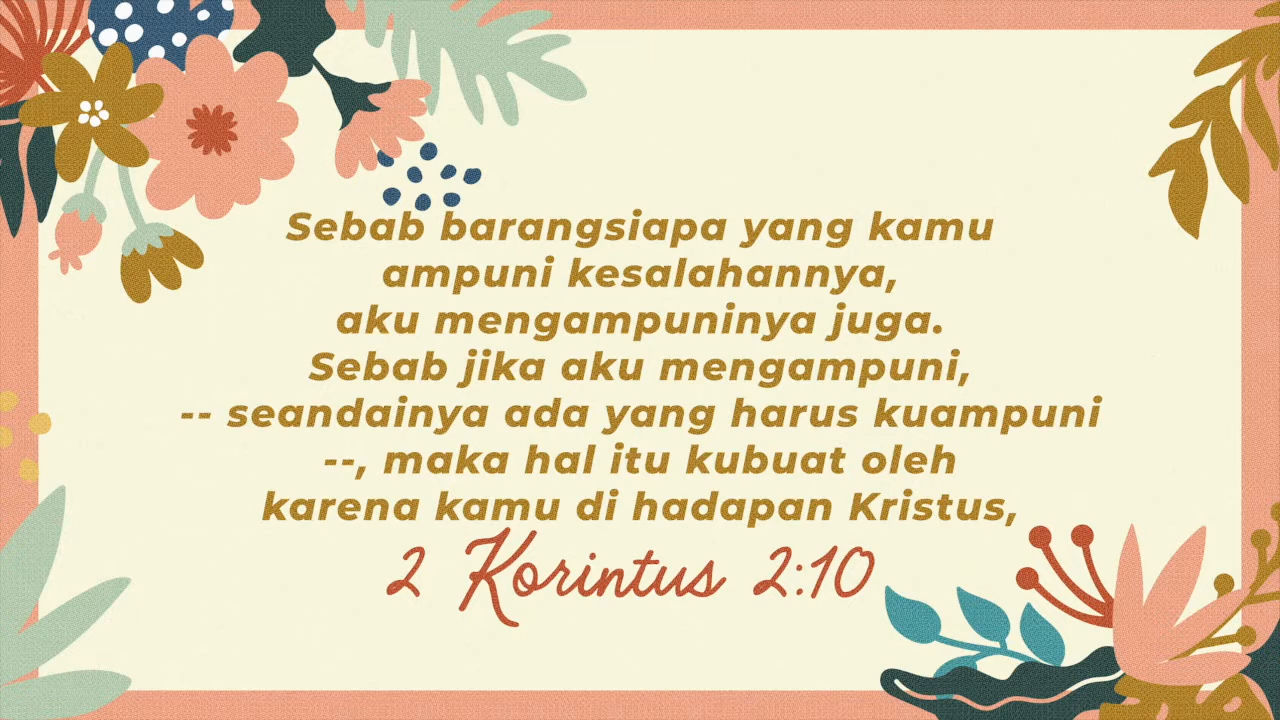 Sebab barangsiapa yang kamu
ampuni kesalahannya,
aku mengampuninya juga.
Sebab jika aku mengampuni,
-- seandainya ada yang harus kuampuni
--, maka hal itu kubuat oleh
karena kamu di hadapan Kristus,
2 Korintus 2:10